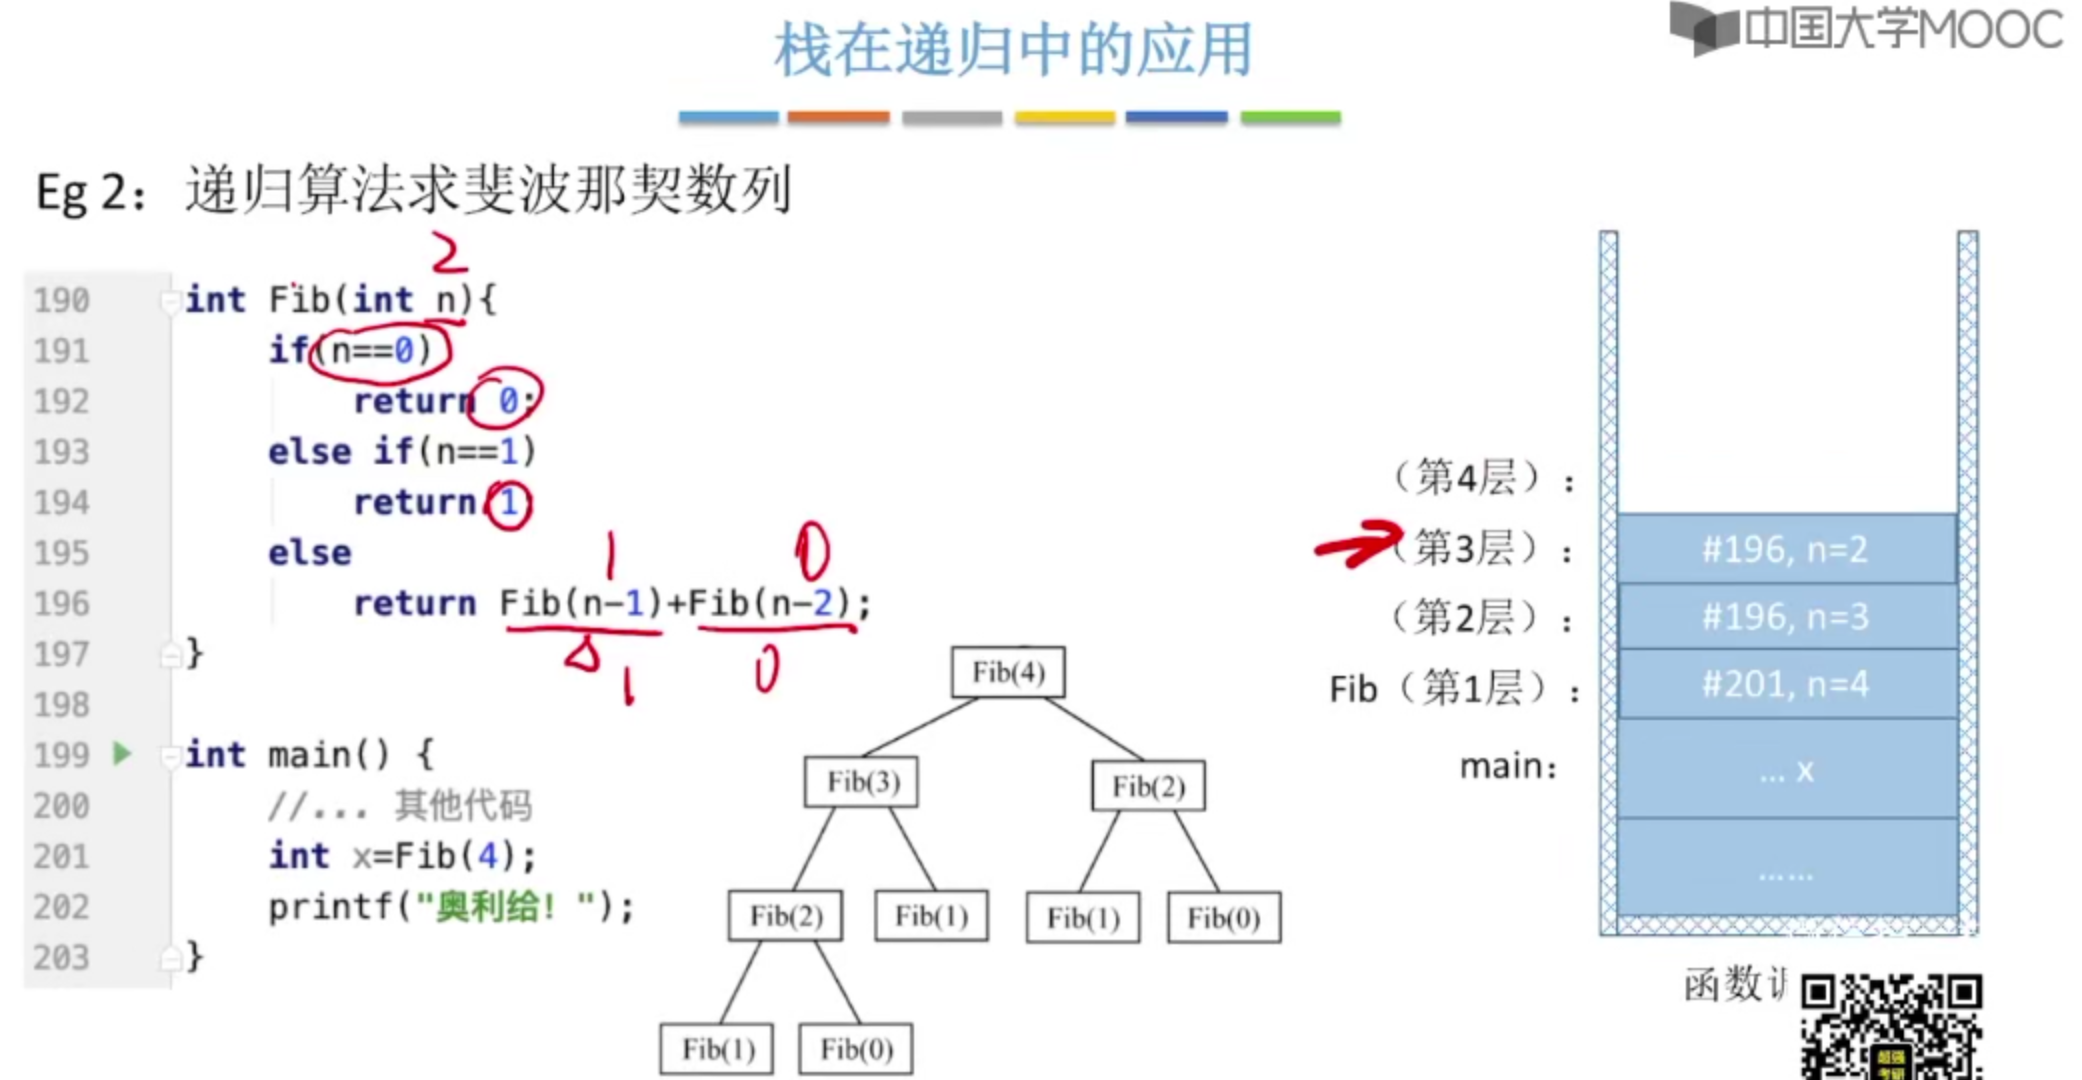 栈在递归中的应用
中国大学MOOC
Eg 2：递归算法求斐波那契数列
2
190 int Fib(int n){
191 if(n==0)
192 return 0;
193 else if(n==1)
194 return 1
195 else
1 0
196 return Fib(n-1)+Fib(n-2);
197 }
1 0
198
199 int main() {
200 //... 其他代码
201 int x=Fib(4);
202 printf("奥利给！");
203 }
Fib(4)
Fib(3) Fib(2)
Fib(2) Fib(1) Fib(1) Fib(0)
Fib(1) Fib(0)
（第4层）：
（第3层）： #196, n=2
（第2层）： #196, n=3
Fib（第1层）： #201, n=4
main： ... x
......
函数
超强
考研